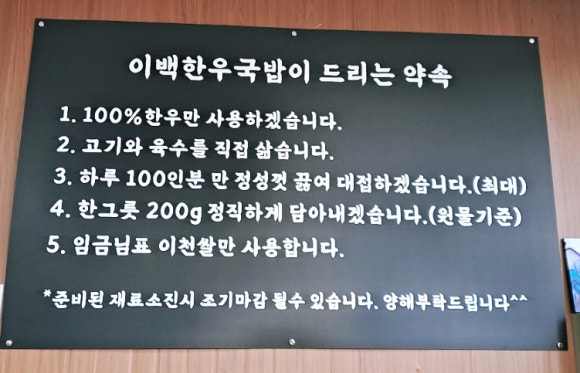 이백한우국밥이 드리는 약속
1. 100%한우만 사용하겠습니다.
2. 고기와 육수를 직접 삶습니다.
3. 하루 100인분 만 정성껏 끓여 대접하겠습니다.(최대)
4. 한그릇 200g 정직하게 담아내겠습니다.(원물기준)
5. 임금님표 이천쌀만 사용합니다.
*준비된 재료소진시 조기마감 될수 있습니다. 양해부탁드립니다^^